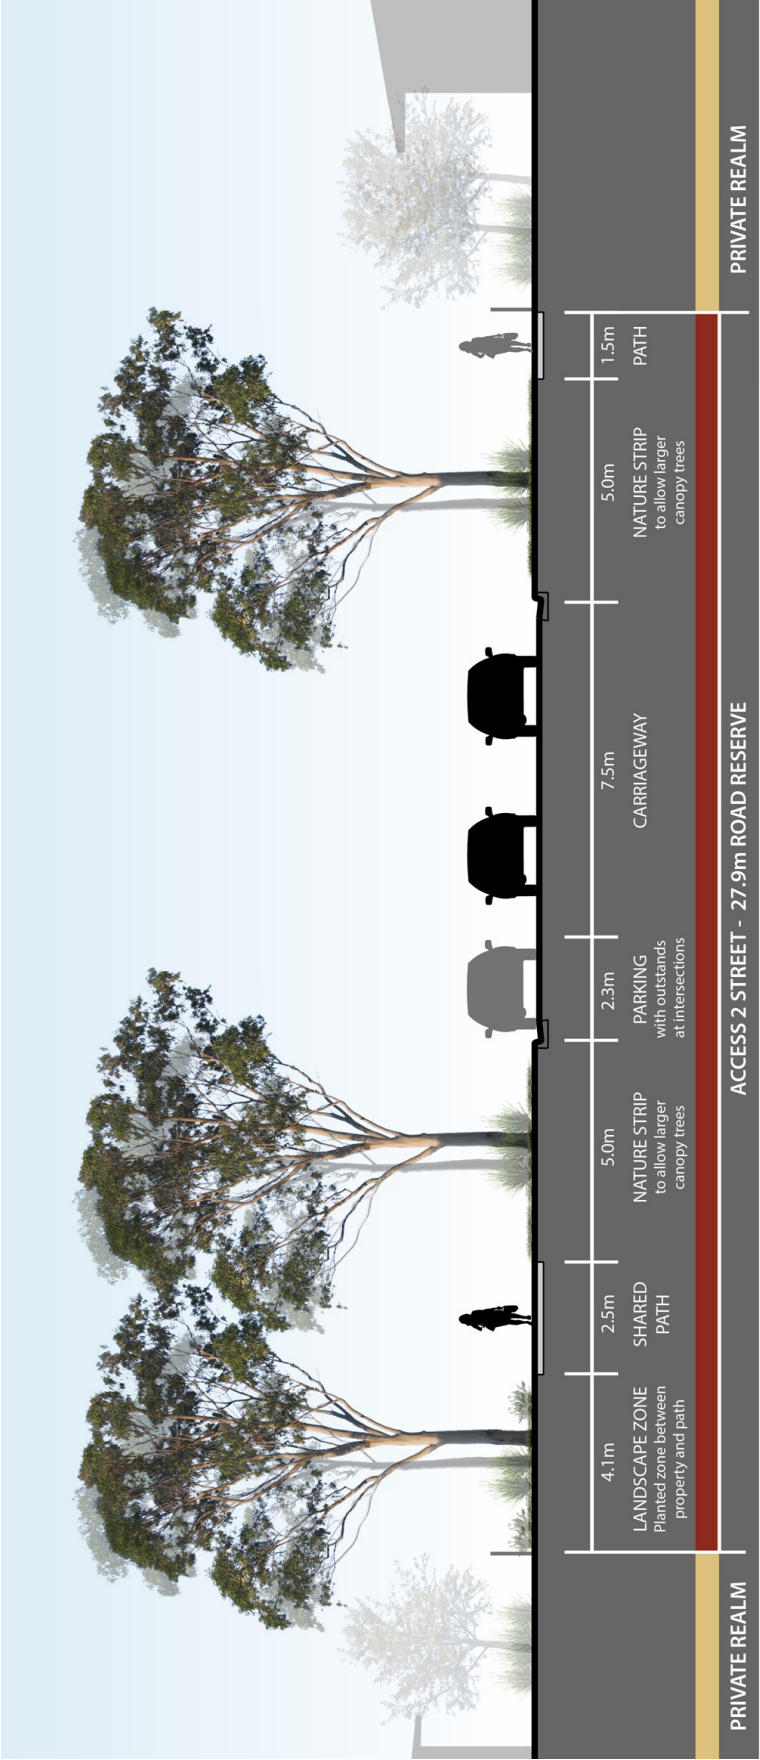 4.1m
2.5m
5.0m
2.3m
7.5m
5.0m
1.5m
LANDSCAPE ZONE
Planted zone between
property and path
SHARED
PATH
NATURE STRIP
to allow larger
canopy trees
PARKING
with outstands
at intersections
CARRIAGEWAY
NATURE STRIP
to allow larger
canopy trees
PATH
PRIVATE REALM
ACCESS 2 STREET - 27.9m ROAD RESERVE
PRIVATE REALM